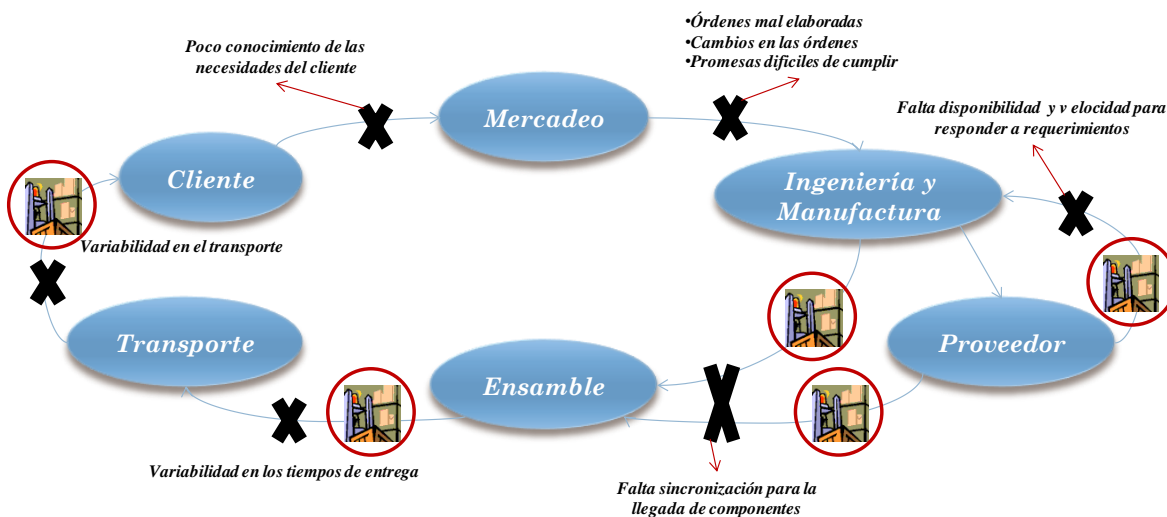 •Órdenes mal elaboradas
•Cambios en las órdenes
•Promesas dificiles de cumplir
Poco conocimiento de las
necesidades del cliente
Mercadeo
Falta disponibilidad y v elocidad para
responder a requerimientos
Cliente
Ingeniería y
Manufactura
Variabilidad en el transporte
Transporte
Proveedor
Ensamble
Variabilidad en los tiempos de entrega
Falta sincronización para la
llegada de componentes